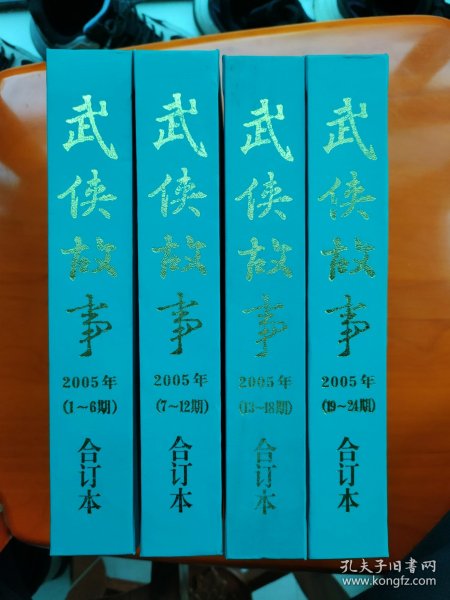 武侠故事
2005年
(1~6期)
合订本
武侠故事
2005年
(7~12期)
合订本
武侠故事
2005年
(13~18期)
合订本
武侠故事
2005年
(19~24期)
合订本
孔夫子旧书网
www.kongfz.com